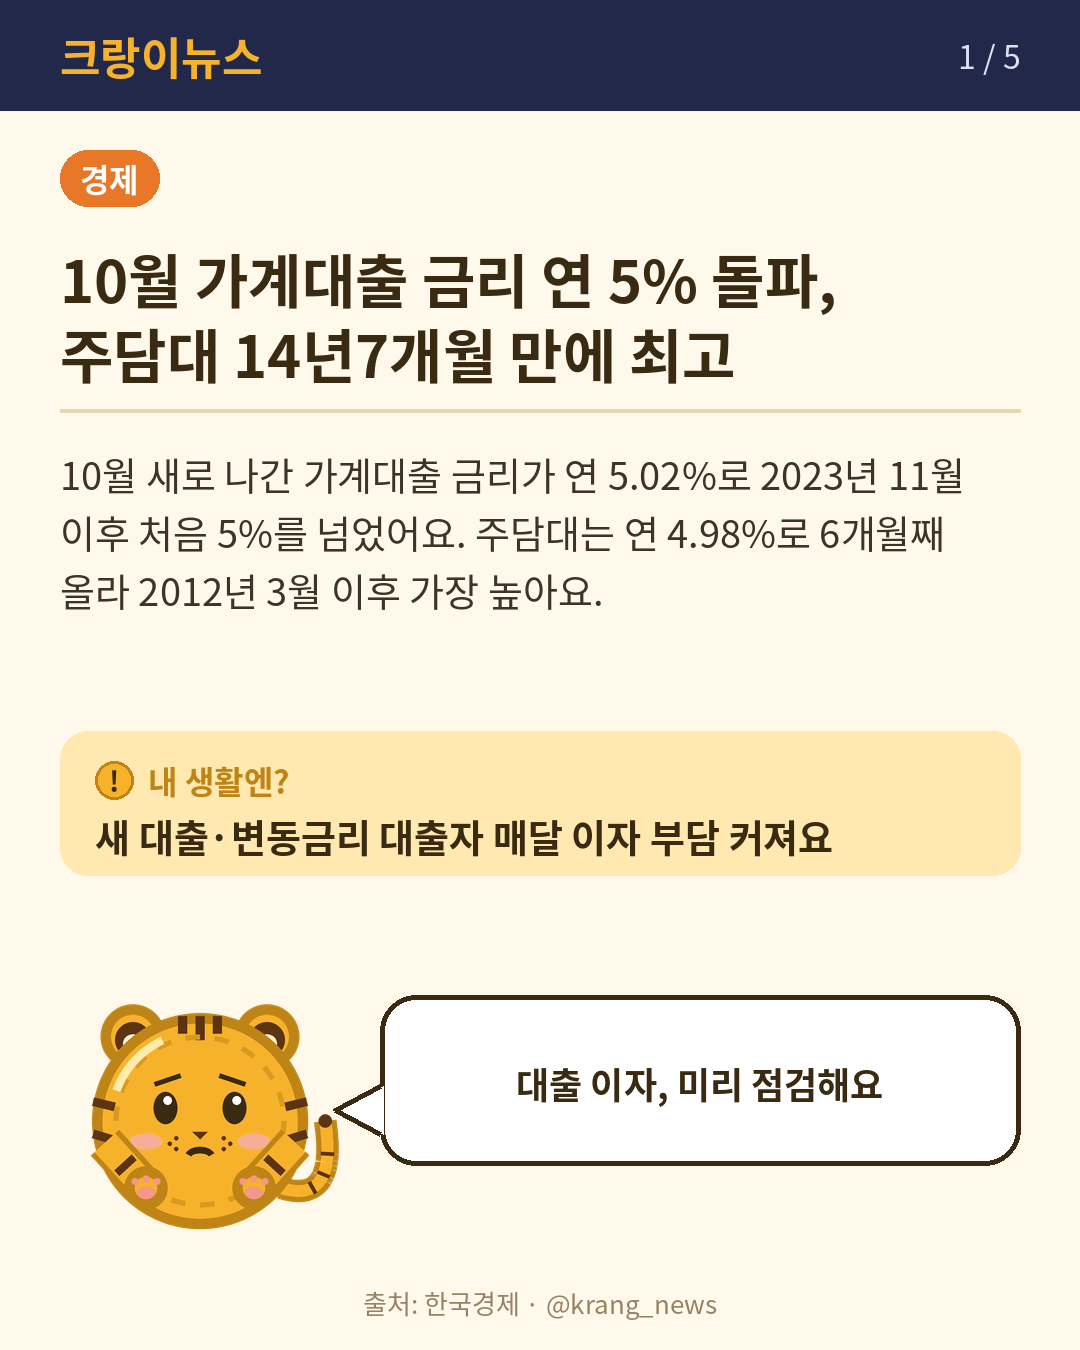 크랑이뉴스
1 / 5
경제
10월 가계대출 금리 연 5% 돌파,
주담대 14년7개월 만에 최고
10월 새로 나간 가계대출 금리가 연 5.02%로 2023년 11월
이후 처음 5%를 넘었어요. 주담대는 연 4.98%로 6개월째
올라 2012년 3월 이후 가장 높아요.
! 내 생활엔?
새 대출·변동금리 대출자 매달 이자 부담 커져요
대출 이자, 미리 점검해요
출처: 한국경제 · @krang_news